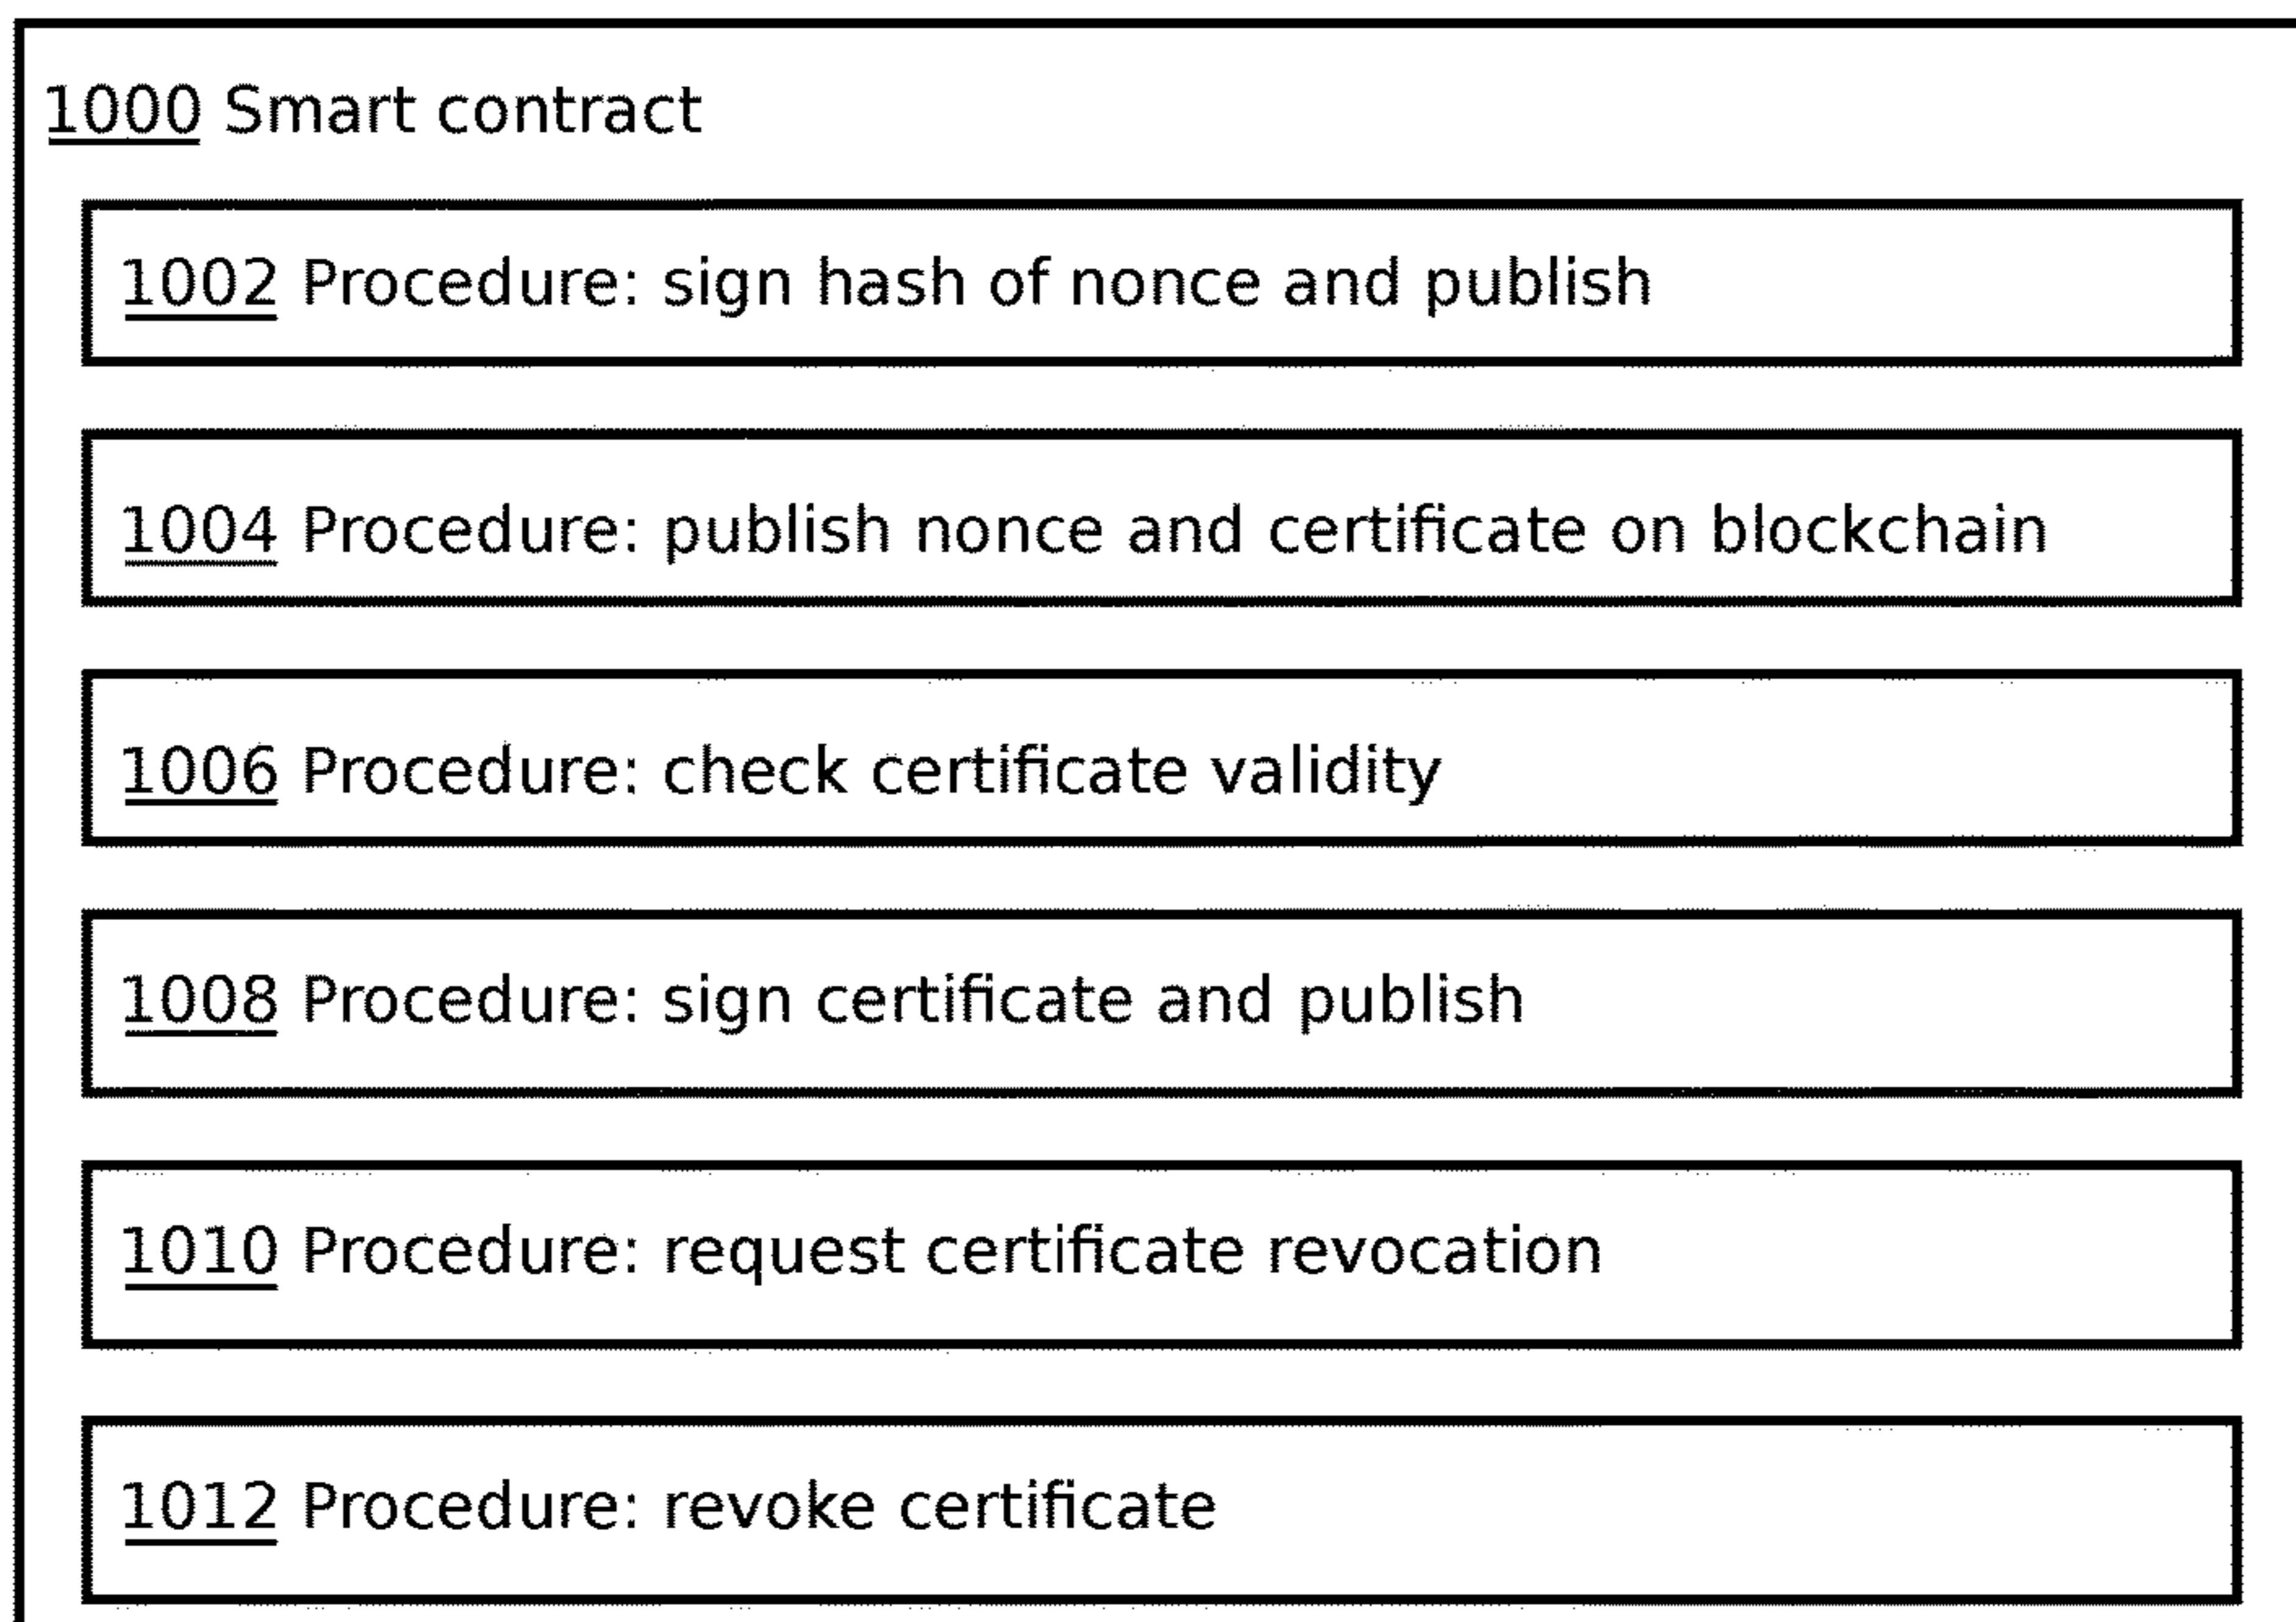 1000 Smart contract
1002 Procedure: sign hash of nonce and publish
1004 Procedure: publish nonce and certificate on blockchain
1006 Procedure: check certificate validity
1008 Procedure: sign certificate and publish
1010 Procedure: request certificate revocation
1012 Procedure: revoke certificate